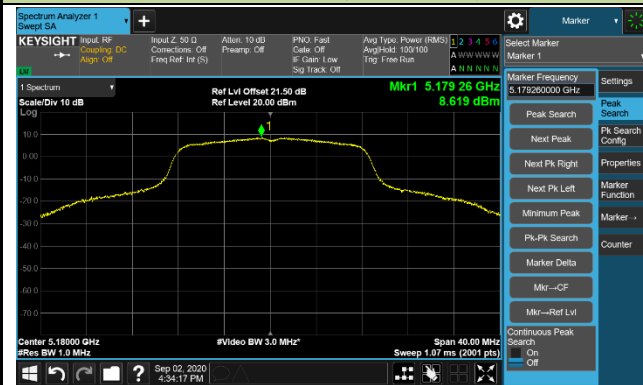 Spectrum Analyzer 1
Swept SA
Marker
KEYSIGHT
Input: RF
Coupling: DC
Align: Off
Input Z: 50 Ω
Corrections: Off
Freq Ref: Int (S)
Atten: 10 dB
Preamp: Off
PNO: Fast
Gate: Off
IF Gain: Low
Sig Track: Off
Avg Type: Power (RMS)
Avg|Hold: 100/100
Trig: Free Run
1 2 3 4 5 6
A W W W W W
A N N N N N
Select Marker
Marker 1
1 Spectrum
Scale/Div 10 dB
Log
Ref Lvl Offset 21.50 dB
Ref Level 20.00 dBm
Mkr1 5.179 26 GHz
8.619 dBm
Marker Frequency
5.179260000 GHz
Peak Search
Next Peak
Next Pk Right
Next Pk Left
Minimum Peak
Pk-Pk Search
Marker Delta
Mkr→CF
Mkr→Ref Lvl
Continuous Peak
Search
On
Off
Settings
Peak
Search
Pk Search
Config
Properties
Marker
Function
Marker→
Counter
1
10.0
0.00
-10.0
-20.0
-30.0
-40.0
-50.0
-60.0
-70.0
Center 5.18000 GHz
#Res BW 1.0 MHz
#Video BW 3.0 MHz*
Span 40.00 MHz
Sweep 1.07 ms (2001 pts)
Sep 02, 2020
4:34:17 PM